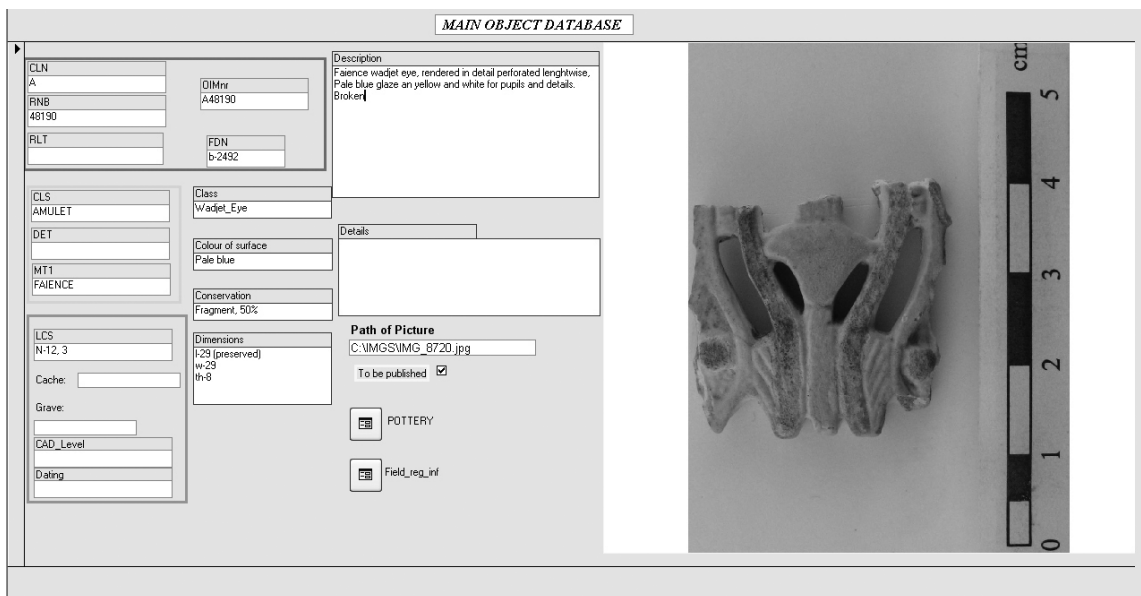 MAIN OBJECT DATABASE
CLN
A
RNB
48190
RLT
OIMnr
A48190
FDN
b-2492
Description
Faience wadjet eye, rendered in detail perforated lenghtwise,
Pale blue glaze an yellow and white for pupils and details.
Broken
CLS
AMULET
DET
MT1
FAIENCE
Class
Wadjet_Eye
Colour of surface
Pale blue
Conservation
Fragment, 50%
Dimensions
l-29 (preserved)
w-29
th-8
Details
LCS
N-12, 3
Cache:
Grave:
CAD_Level
Dating
Path of Picture
C:\IMGS\IMG_8720.jpg
To be published
POTTERY
Field_reg_inf
cm
5
4
3
2
1
0